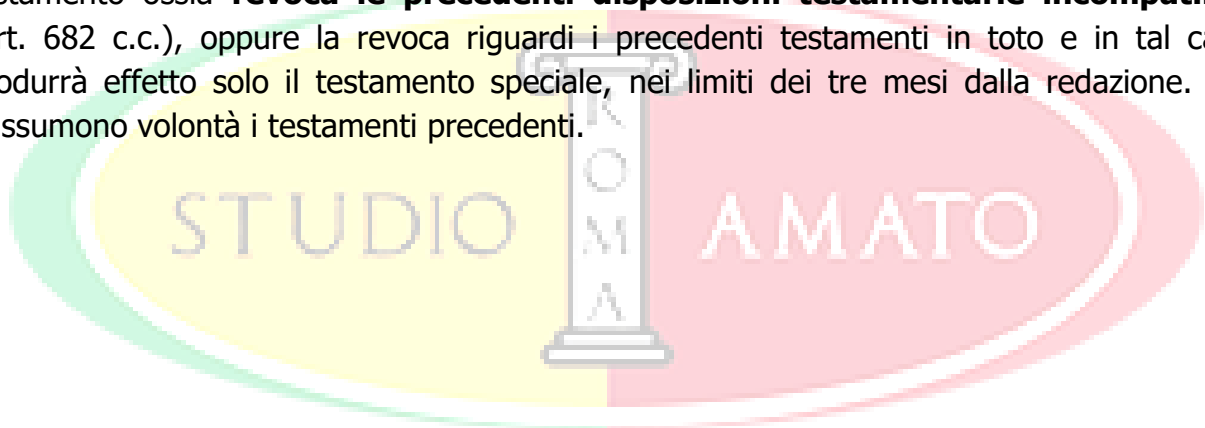 stamento ossia revoca le precedenti disposizioni testamentarie incompatib
rt. 682 c.c.), oppure la revoca riguardi i precedenti testamenti in toto e in tal ca
odurrà effetto solo il testamento speciale, nei limiti dei tre mesi dalla redazione.
ssumono volontà i testamenti precedenti.
STUDIO ROMA AMATO